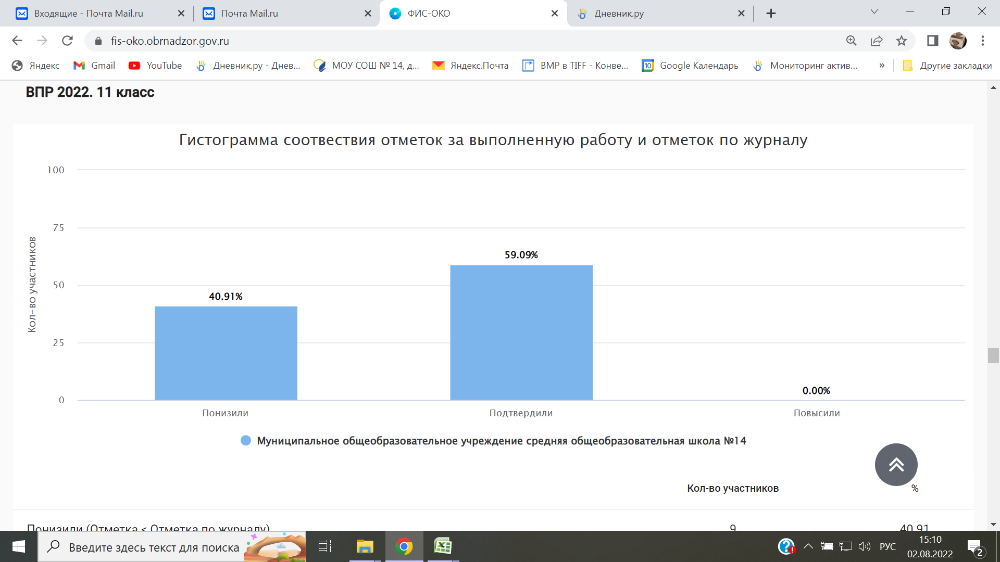 Входящие - Почта Mail.ru
Почта Mail.ru
ФИС-ОКО
Дневник.ру
fis-oko.obrnadzor.gov.ru
Яндекс
Gmail
YouTube
Дневник.ру - Днев...
МОУ СОШ № 14, д...
Яндекс.Почта
BMP в TIFF - Конве...
10
Google Календарь
Мониторинг актив...
»
Другие закладки
ВПР 2022. 11 класс
Гистограмма соотвествия отметок за выполненную работу и отметок по журналу
Кол-во участников
100
75
50
25
0
40.91%
59.09%
0.00%
Понизили
Подтвердили
Повысили
Муниципальное общеобразовательное учреждение средняя общеобразовательная школа №14
Кол-во участников
%
Понизили (Отметка < Отметка по журналу)
9
40.91
Введите здесь текст для поиска
РУС
15:10
02.08.2022
2